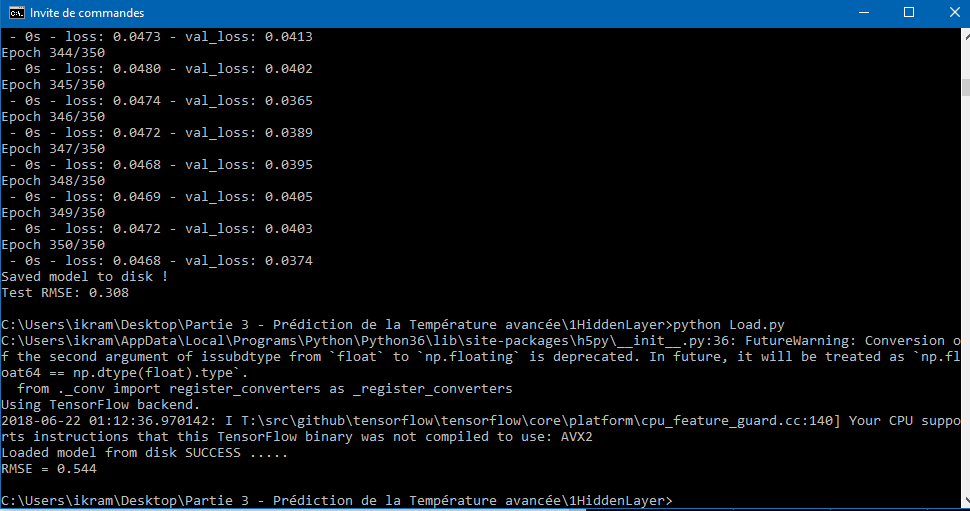 Invite de commandes
 - 0s - loss: 0.0473 - val_loss: 0.0413
Epoch 344/350
 - 0s - loss: 0.0480 - val_loss: 0.0402
Epoch 345/350
 - 0s - loss: 0.0474 - val_loss: 0.0365
Epoch 346/350
 - 0s - loss: 0.0472 - val_loss: 0.0389
Epoch 347/350
 - 0s - loss: 0.0468 - val_loss: 0.0395
Epoch 348/350
 - 0s - loss: 0.0469 - val_loss: 0.0405
Epoch 349/350
 - 0s - loss: 0.0472 - val_loss: 0.0403
Epoch 350/350
 - 0s - loss: 0.0468 - val_loss: 0.0374
Saved model to disk !
Test RMSE: 0.308
C:\Users\ikram\Desktop\Partie 3 - Prédiction de la Température avancée\1HiddenLayer>python Load.py
C:\Users\ikram\AppData\Local\Programs\Python\Python36\lib\site-packages\h5py\__init__.py:36: FutureWarning: Conversion o
f the second argument of issubdtype from `float` to `np.floating` is deprecated. In future, it will be treated as `np.fl
oat64 == np.dtype(float).type`.
  from ._conv import register_converters as _register_converters
Using TensorFlow backend.
2018-06-22 01:12:36.970142: I T:\src\github\tensorflow\tensorflow\core\platform\cpu_feature_guard.cc:140] Your CPU suppo
rts instructions that this TensorFlow binary was not compiled to use: AVX2
Loaded model from disk SUCCESS .....
RMSE = 0.544
C:\Users\ikram\Desktop\Partie 3 - Prédiction de la Température avancée\1HiddenLayer>